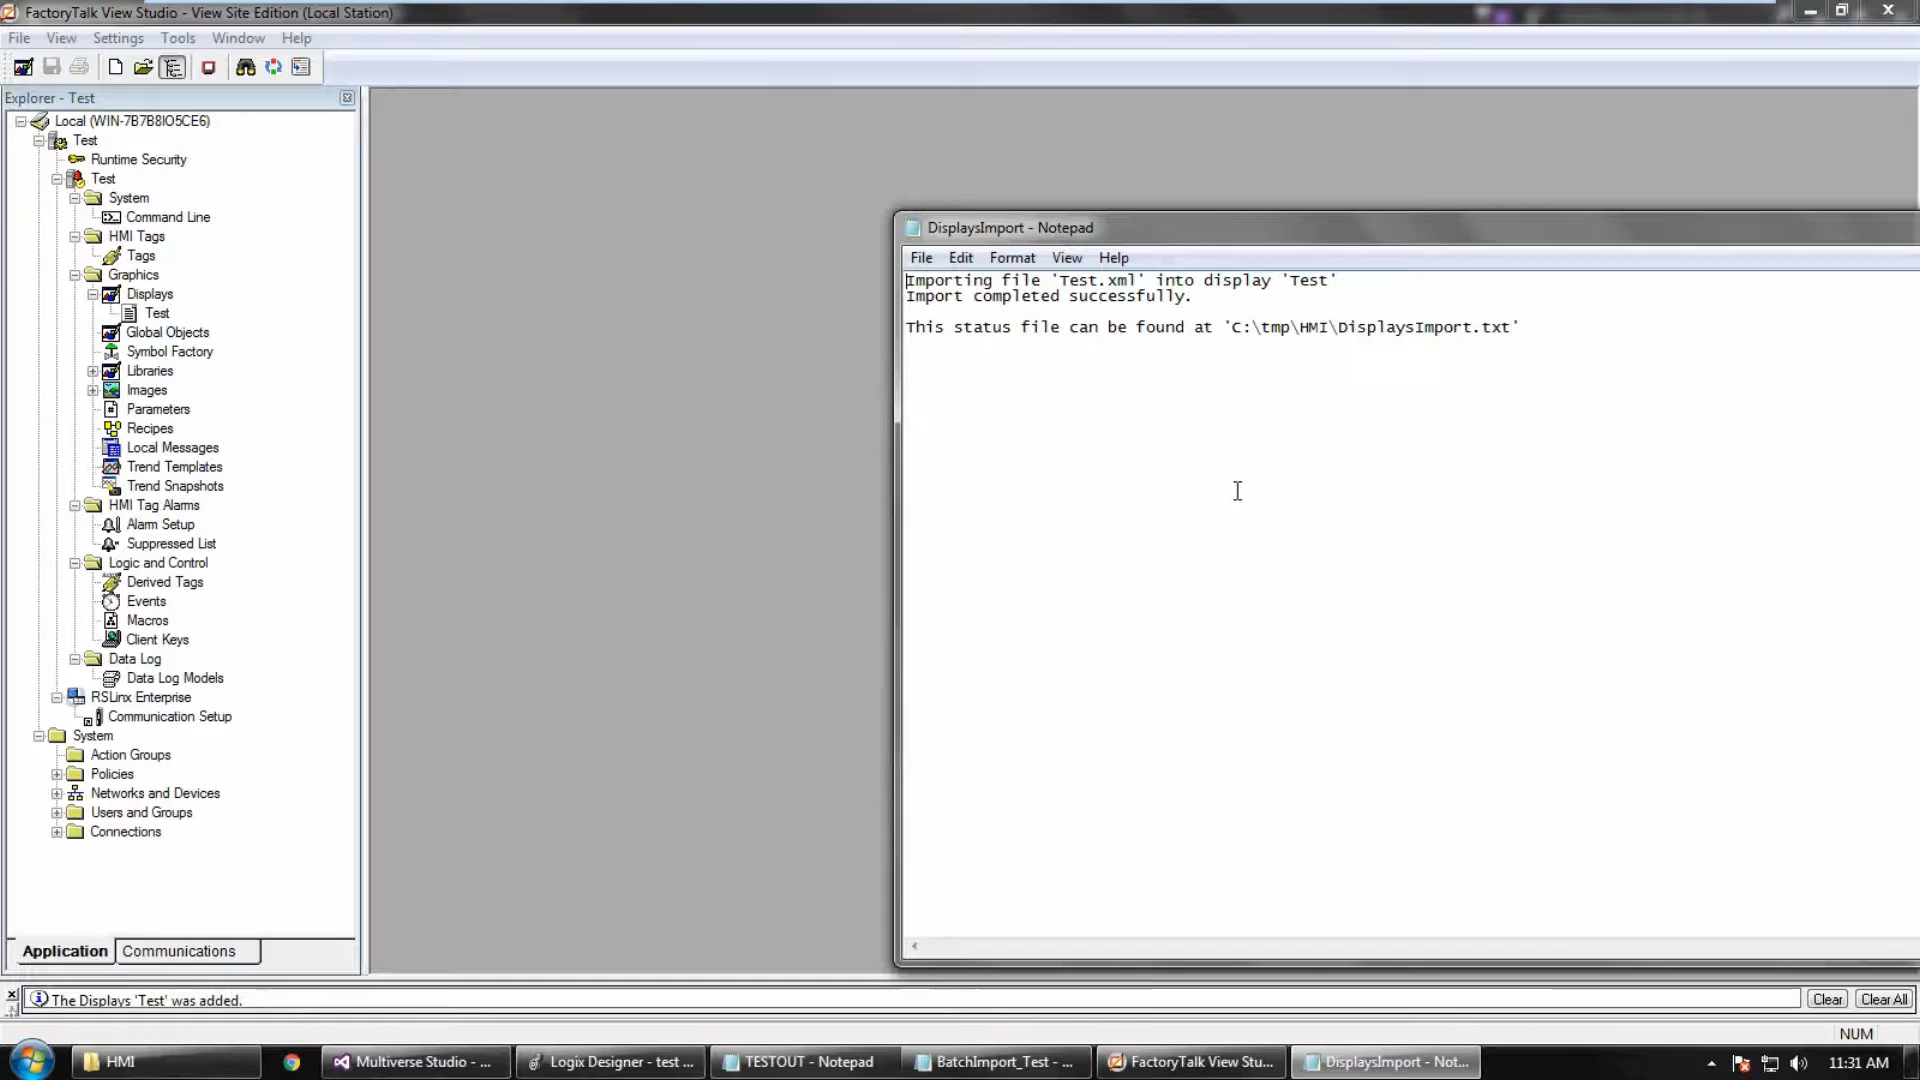 FactoryTalk View Studio - View Site Edition (Local Station)
File View Settings Tools Window Help
Explorer - Test
Local (WIN-7B7B8IO5CE6)
Test
Runtime Security
Test
System
Command Line
HMI Tags
Tags
Graphics
Displays
Test
Global Objects
Symbol Factory
Libraries
Images
Parameters
Recipes
Local Messages
Trend Templates
Trend Snapshots
HMI Tag Alarms
Alarm Setup
Suppressed List
Logic and Control
Derived Tags
Events
Macros
Client Keys
Data Log
Data Log Models
RSLinx Enterprise
Communication Setup
System
Action Groups
Policies
Networks and Devices
Users and Groups
Connections
Application Communications
DisplaysImport - Notepad
File Edit Format View Help
Importing file 'Test.xml' into display 'Test'
Import completed successfully.
This status file can be found at 'C:\tmp\HMI\DisplaysImport.txt'
The Displays 'Test' was added.
Clear Clear All
NUM
HMI Multiverse Studio - ... Logix Designer - test ... TESTOUT - Notepad BatchImport_Test - ... FactoryTalk View Stu... DisplaysImport - Not... 11:31 AM